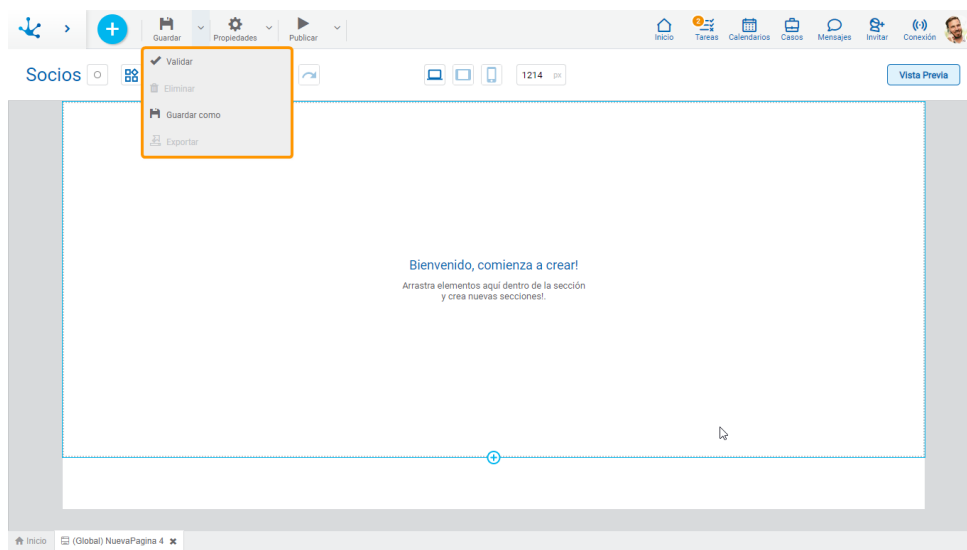 Guardar
Propiedades
Publicar
Inicio
2
Tareas
Calendarios
Casos
Mensajes
Invitar
Conexión
Socios
Validar
Eliminar
Guardar como
Exportar
1214 px
Vista Previa
Bienvenido, comienza a crear!
Arrastra elementos aquí dentro de la sección
y crea nuevas secciones!.
Inicio
(Global) NuevaPagina 4